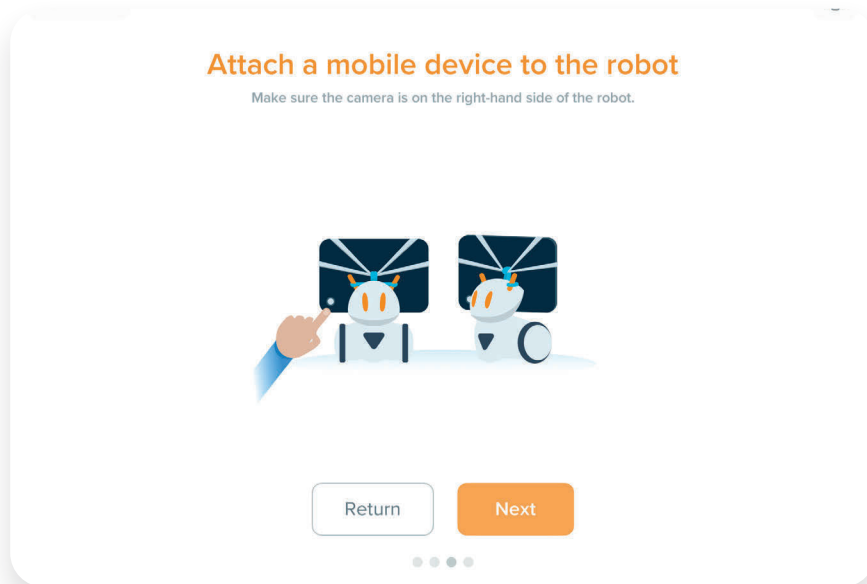 Attach a mobile device to the robot
Make sure the camera is on the right-hand side of the robot.
Return
Next